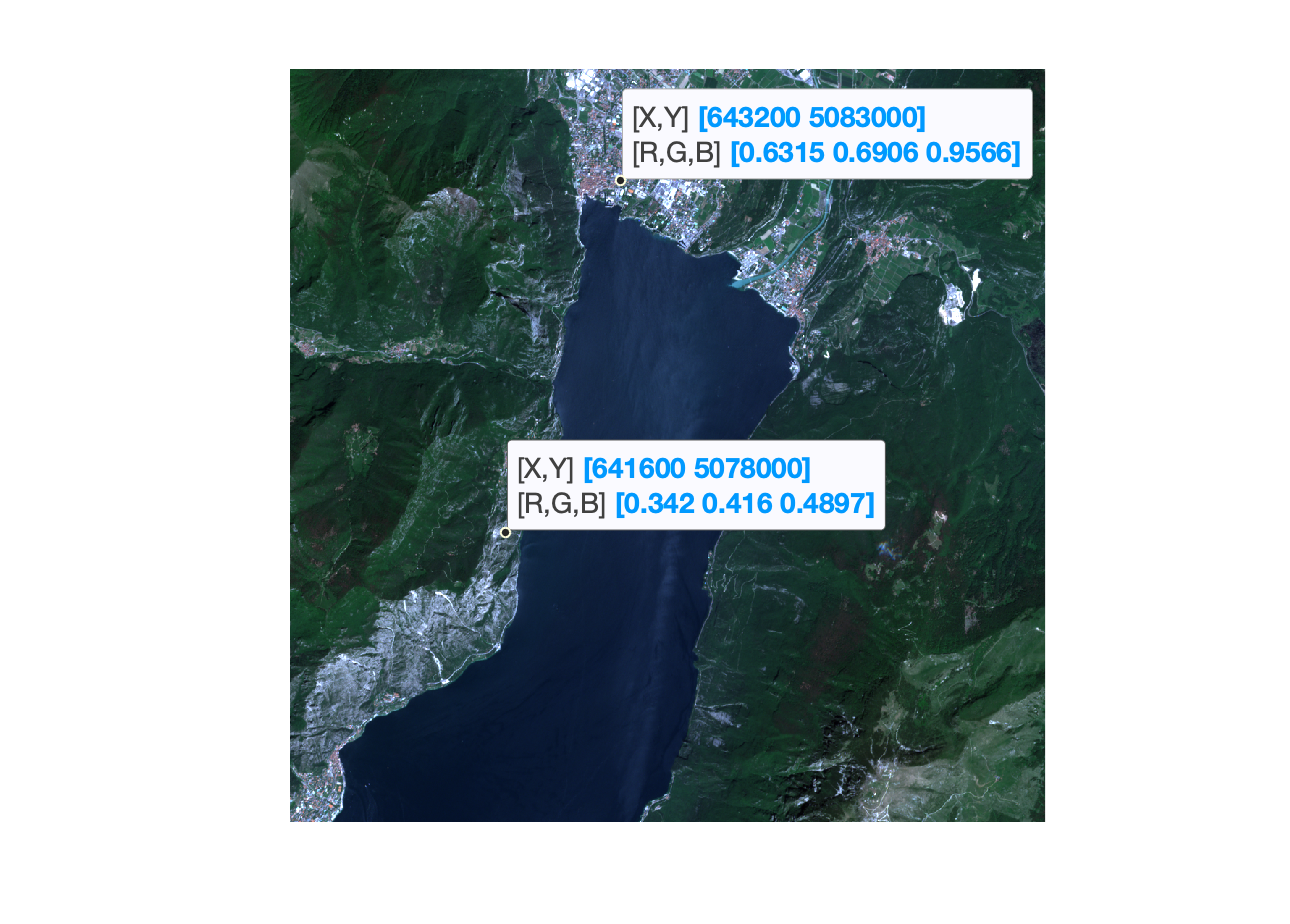 [X,Y] [643200 5083000]
[R,G,B] [0.6315 0.6906 0.9566]
[X,Y] [641600 5078000]
[R,G,B] [0.342 0.416 0.4897]